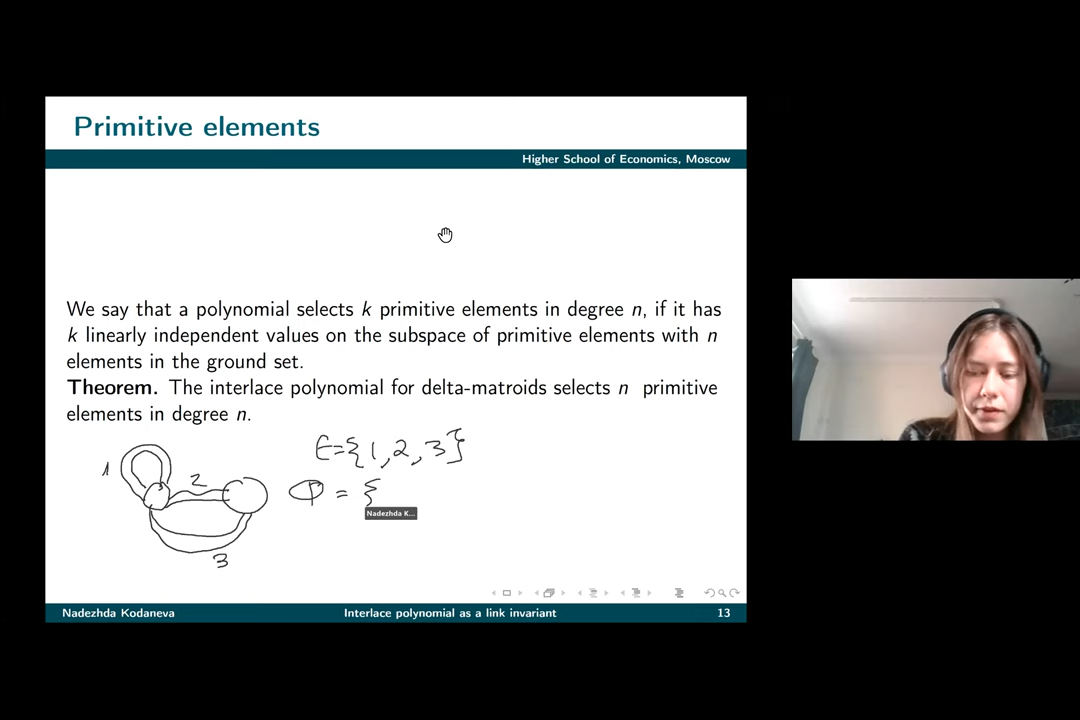 Primitive elements
Higher School of Economics, Moscow
We say that a polynomial selects k primitive elements in degree n, if it has
k linearly independent values on the subspace of primitive elements with n
elements in the ground set.
Theorem. The interlace polynomial for delta-matroids selects n primitive
elements in degree n.
E={1,2,3}
1
2
Φ = {
Nadezhda K...
3
Nadezhda Kodaneva
Interlace polynomial as a link invariant
13